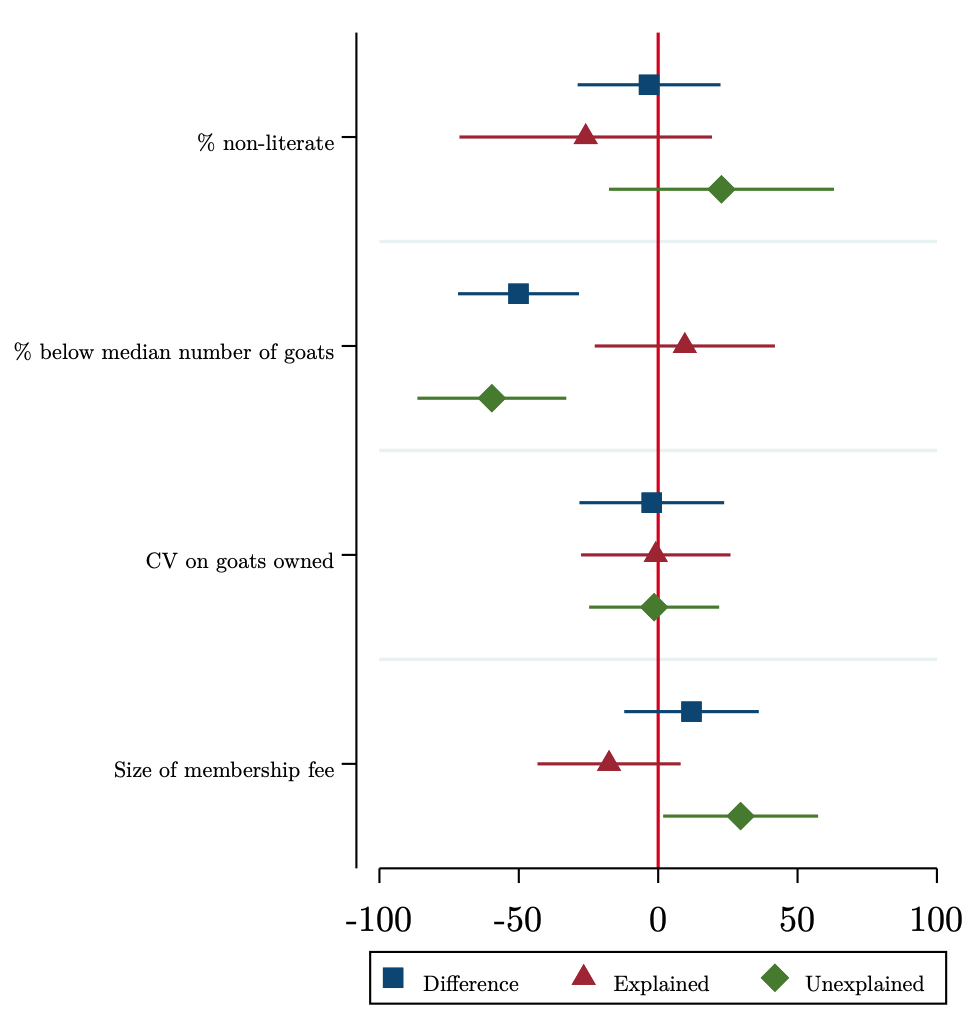 % non-literate
% below median number of goats
CV on goats owned
Size of membership fee
-100 -50 0 50 100
Difference Explained Unexplained